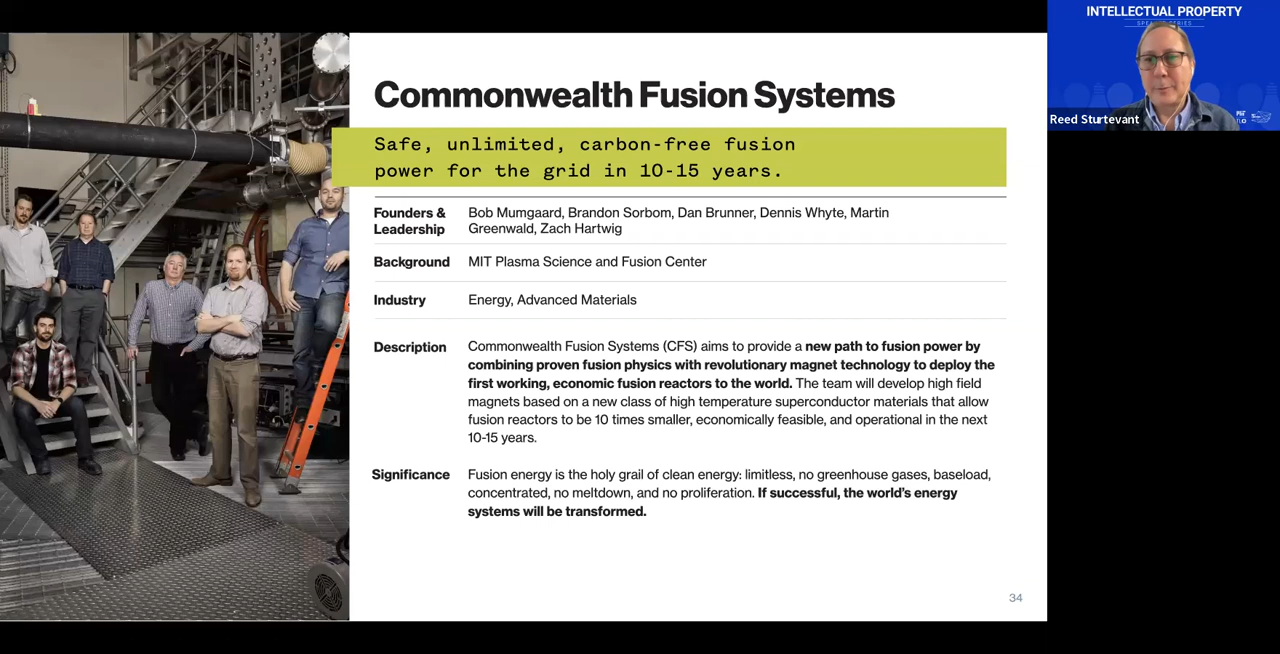 Commonwealth Fusion Systems
Safe, unlimited, carbon-free fusion
power for the grid in 10-15 years.
Founders &
Leadership
Bob Mumgaard, Brandon Sorbom, Dan Brunner, Dennis Whyte, Martin
Greenwald, Zach Hartwig
Background
MIT Plasma Science and Fusion Center
Industry
Energy, Advanced Materials
Description
Commonwealth Fusion Systems (CFS) aims to provide a new path to fusion power by
combining proven fusion physics with revolutionary magnet technology to deploy the
first working, economic fusion reactors to the world. The team will develop high field
magnets based on a new class of high temperature superconductor materials that allow
fusion reactors to be 10 times smaller, economically feasible, and operational in the next
10-15 years.
Significance
Fusion energy is the holy grail of clean energy: limitless, no greenhouse gases, baseload,
concentrated, no meltdown, and no proliferation. If successful, the world's energy
systems will be transformed.
34
INTELLECTUAL PROPERTY
Reed Sturtevant